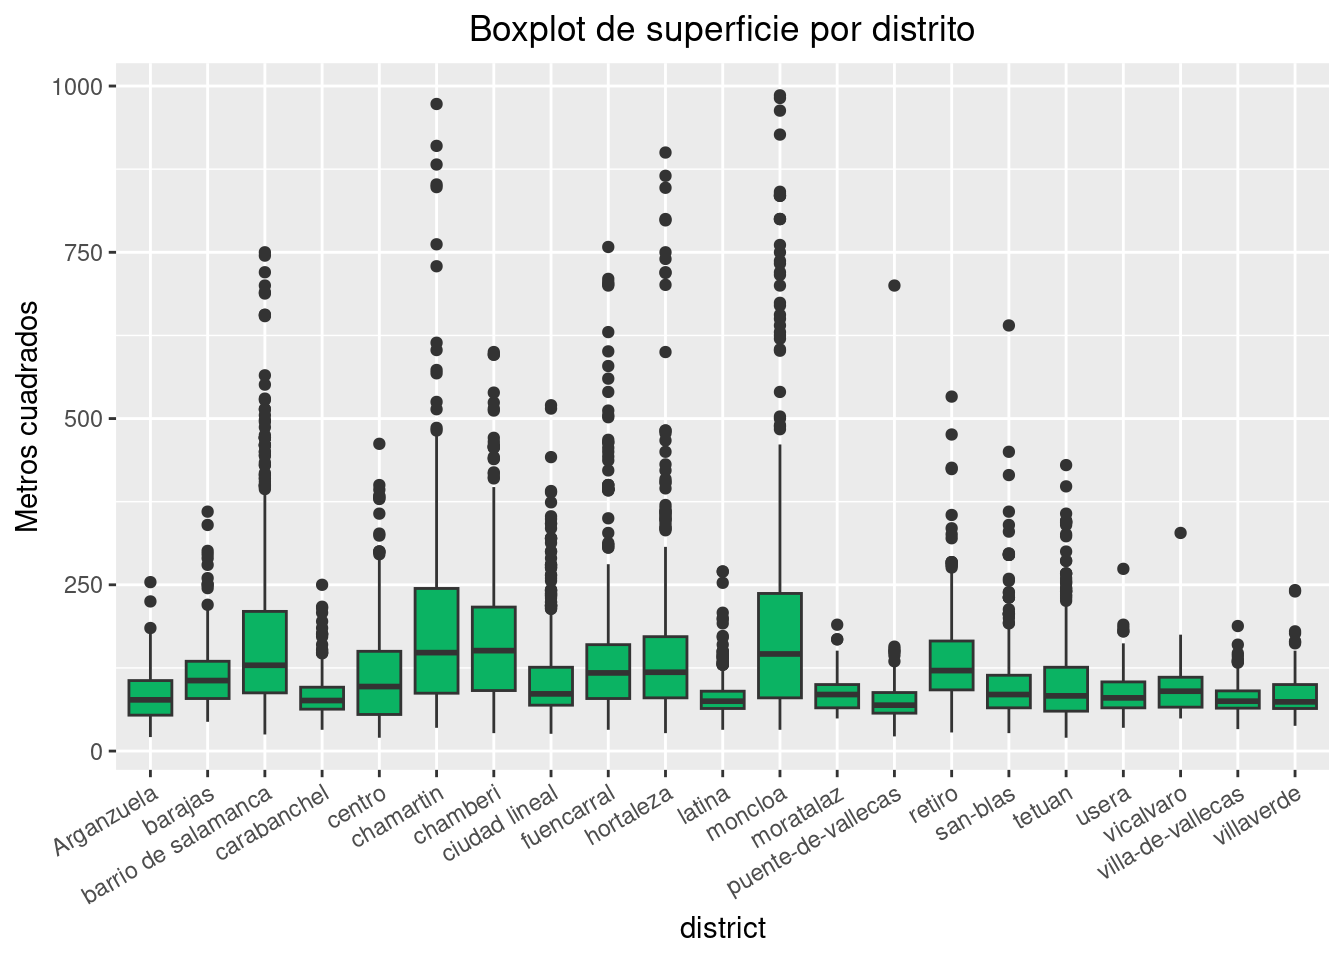 Boxplot de superficie por distrito
Metros cuadrados
1000
750
500
250
0
Arganzuela
barajas
barrio de salamanca
carabanchel
centro
chamartin
chamberi
ciudad lineal
fuencarral
hortaleza
latina
moncloa
moratalaz
puente-de-vallecas
retiro
san-blas
tetuan
usera
vicalvaro
villa-de-vallecas
villaverde
district